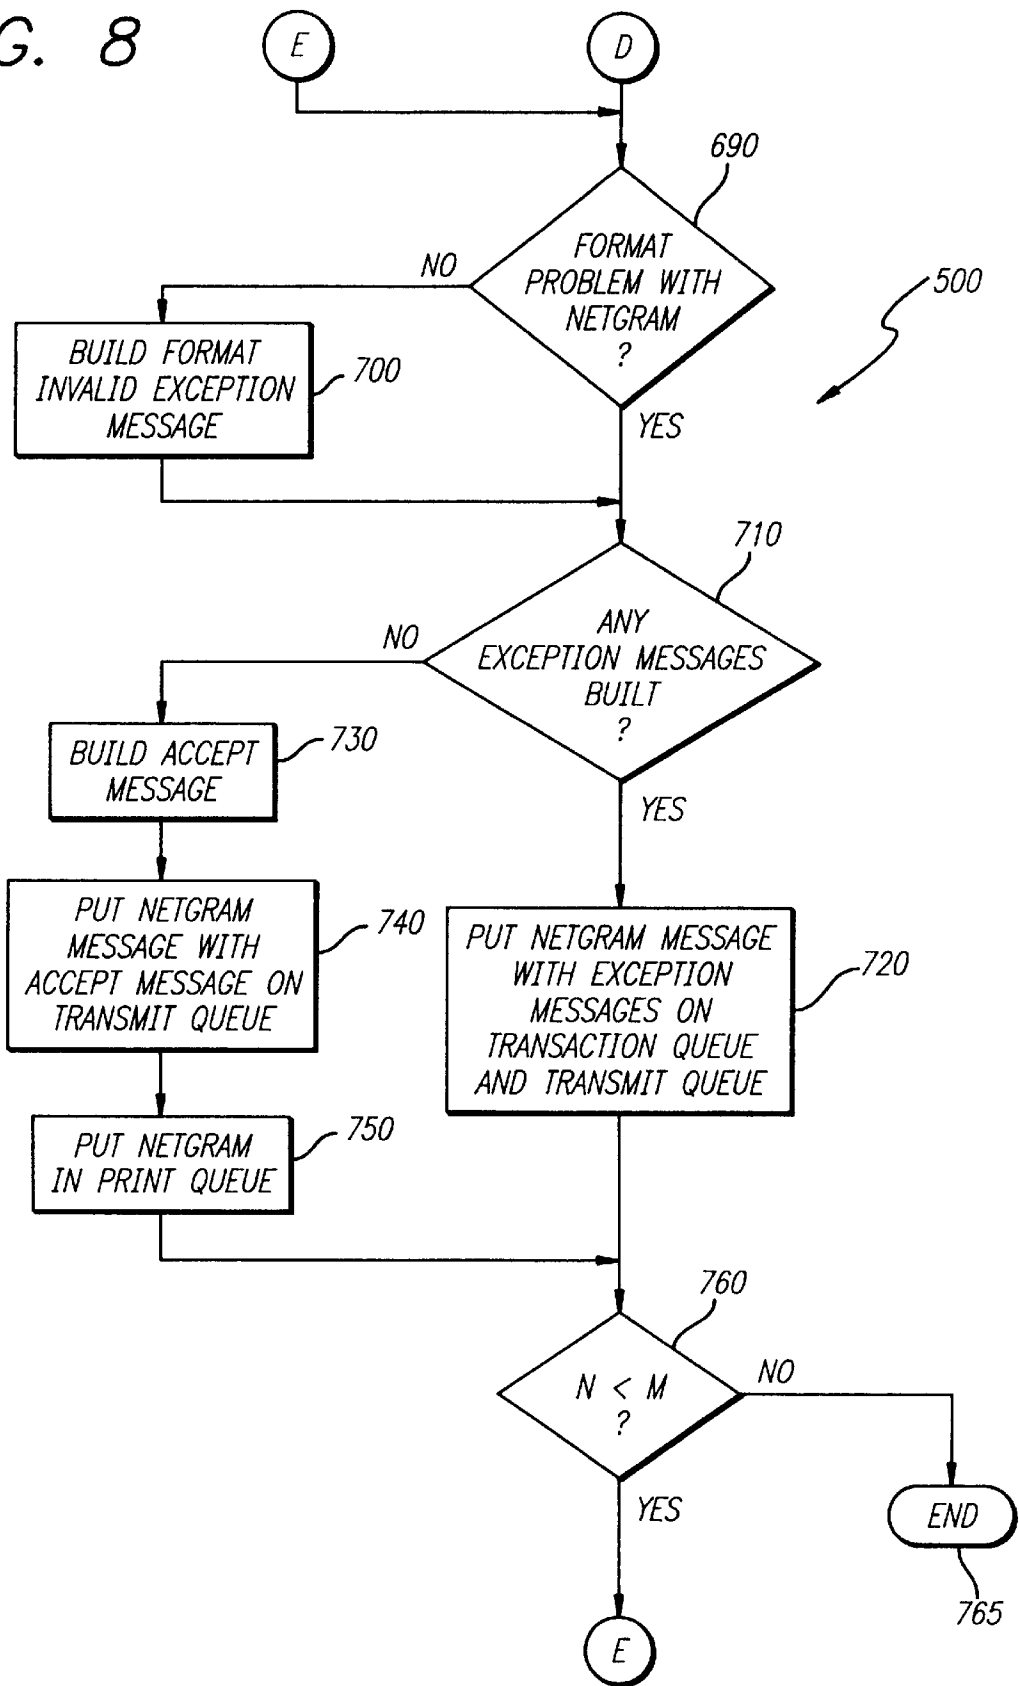 G. 8
E
D
690
FORMAT
PROBLEM WITH
NETGRAM
?
NO
500
BUILD FORMAT
INVALID EXCEPTION
MESSAGE
700
YES
710
ANY
EXCEPTION MESSAGES
BUILT
?
NO
730
BUILD ACCEPT
MESSAGE
YES
PUT NETGRAM
MESSAGE WITH
ACCEPT MESSAGE ON
TRANSMIT QUEUE
740
PUT NETGRAM MESSAGE
WITH EXCEPTION
MESSAGES ON
TRANSACTION QUEUE
AND TRANSMIT QUEUE
720
PUT NETGRAM
IN PRINT QUEUE
750
760
N < M
?
NO
YES
END
765
E